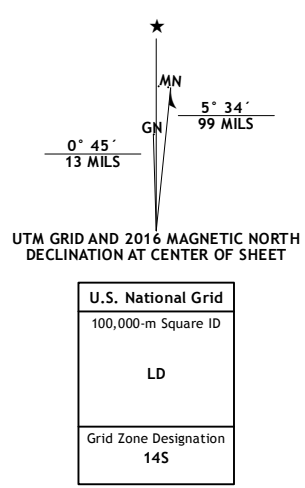 MN
GN
5° 34´
99 MILS
0° 45´
13 MILS
UTM GRID AND 2016 MAGNETIC NORTH
DECLINATION AT CENTER OF SHEET
U.S. National Grid
100,000-m Square ID
LD
Grid Zone Designation
14S